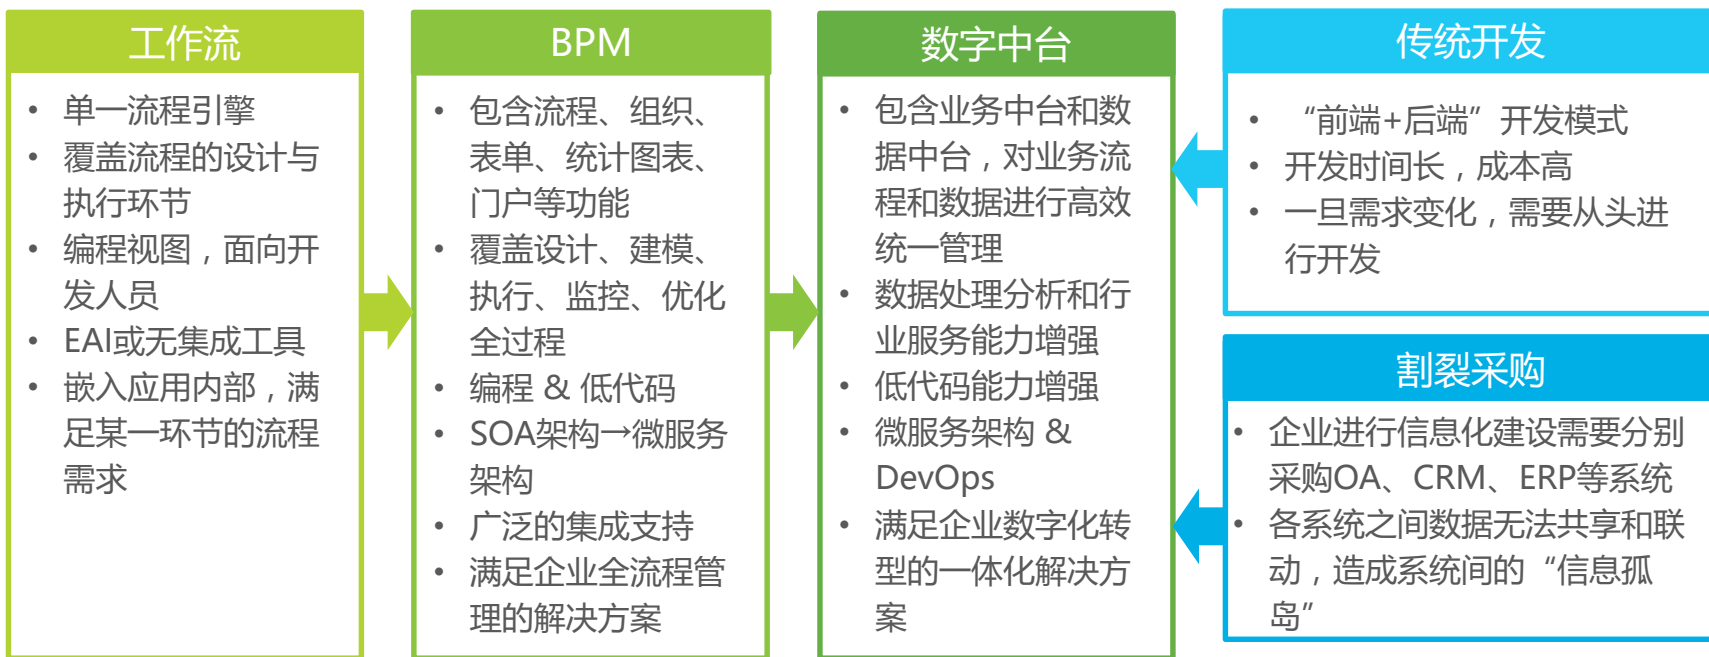 工作流
• 单一流程引擎
• 覆盖流程的设计与
执行环节
• 编程视图，面向开
发人员
• EAI或无集成工具
• 嵌入应用内部，满
足某一环节的流程
需求
BPM
• 包含流程、组织、
表单、统计图表、
门户等功能
• 覆盖设计、建模、
执行、监控、优化
全过程
• 编程 & 低代码
• SOA架构→微服务
架构
• 广泛的集成支持
• 满足企业全流程管
理的解决方案
数字中台
• 包含业务中台和数
据中台，对业务流
程和数据进行高效
统一管理
• 数据处理分析和行
业服务能力增强
• 低代码能力增强
• 微服务架构 &
DevOps
• 满足企业数字化转
型的一体化解决方
案
传统开发
• “前端+后端”开发模式
• 开发时间长，成本高
• 一旦需求变化，需要从头进
行开发
割裂采购
• 企业进行信息化建设需要分别
采购OA、CRM、ERP等系统
• 各系统之间数据无法共享和联
动，造成系统间的“信息孤
岛”